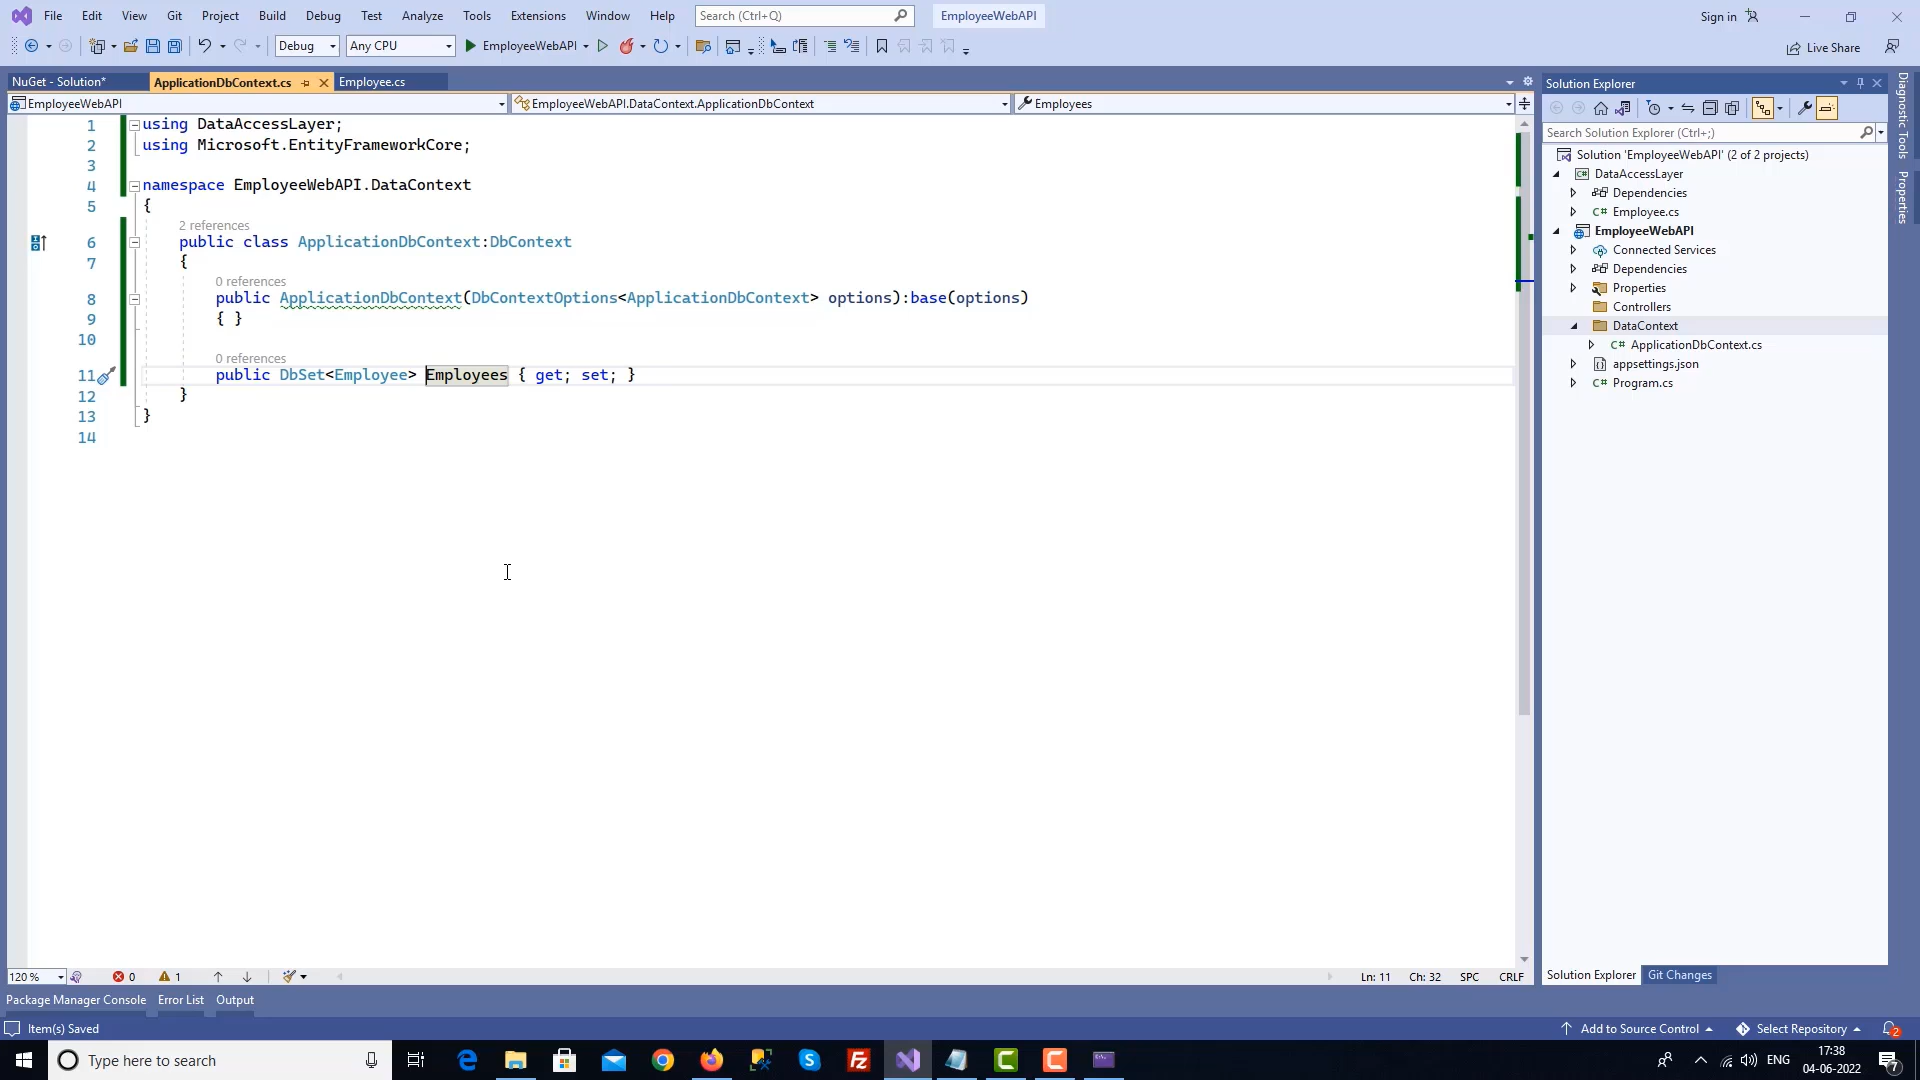 File Edit View Git Project Build Debug Test Analyze Tools Extensions Window Help Search (Ctrl+Q) EmployeeWebAPI Sign in
Debug Any CPU EmployeeWebAPI Live Share
NuGet - Solution* ApplicationDbContext.cs Employee.cs
EmployeeWebAPI EmployeeWebAPI.DataContext.ApplicationDbContext Employees
1 using DataAccessLayer;
2 using Microsoft.EntityFrameworkCore;
3
4 namespace EmployeeWebAPI.DataContext
5 {
2 references
6 public class ApplicationDbContext:DbContext
7 {
0 references
8 public ApplicationDbContext(DbContextOptions<ApplicationDbContext> options):base(options)
9 { }
10
0 references
11 public DbSet<Employee> Employees { get; set; }
12 }
13 }
14
120 % 0 1 Ln: 11 Ch: 32 SPC CRLF
Solution Explorer
Search Solution Explorer (Ctrl+;)
Solution 'EmployeeWebAPI' (2 of 2 projects)
DataAccessLayer
Dependencies
C# Employee.cs
EmployeeWebAPI
Connected Services
Dependencies
Properties
Controllers
DataContext
C# ApplicationDbContext.cs
appsettings.json
C# Program.cs
Solution Explorer Git Changes
Diagnostic Tools
Properties
Package Manager Console Error List Output
Item(s) Saved Add to Source Control Select Repository 2
Type here to search ENG 17:38
04-06-2022 7